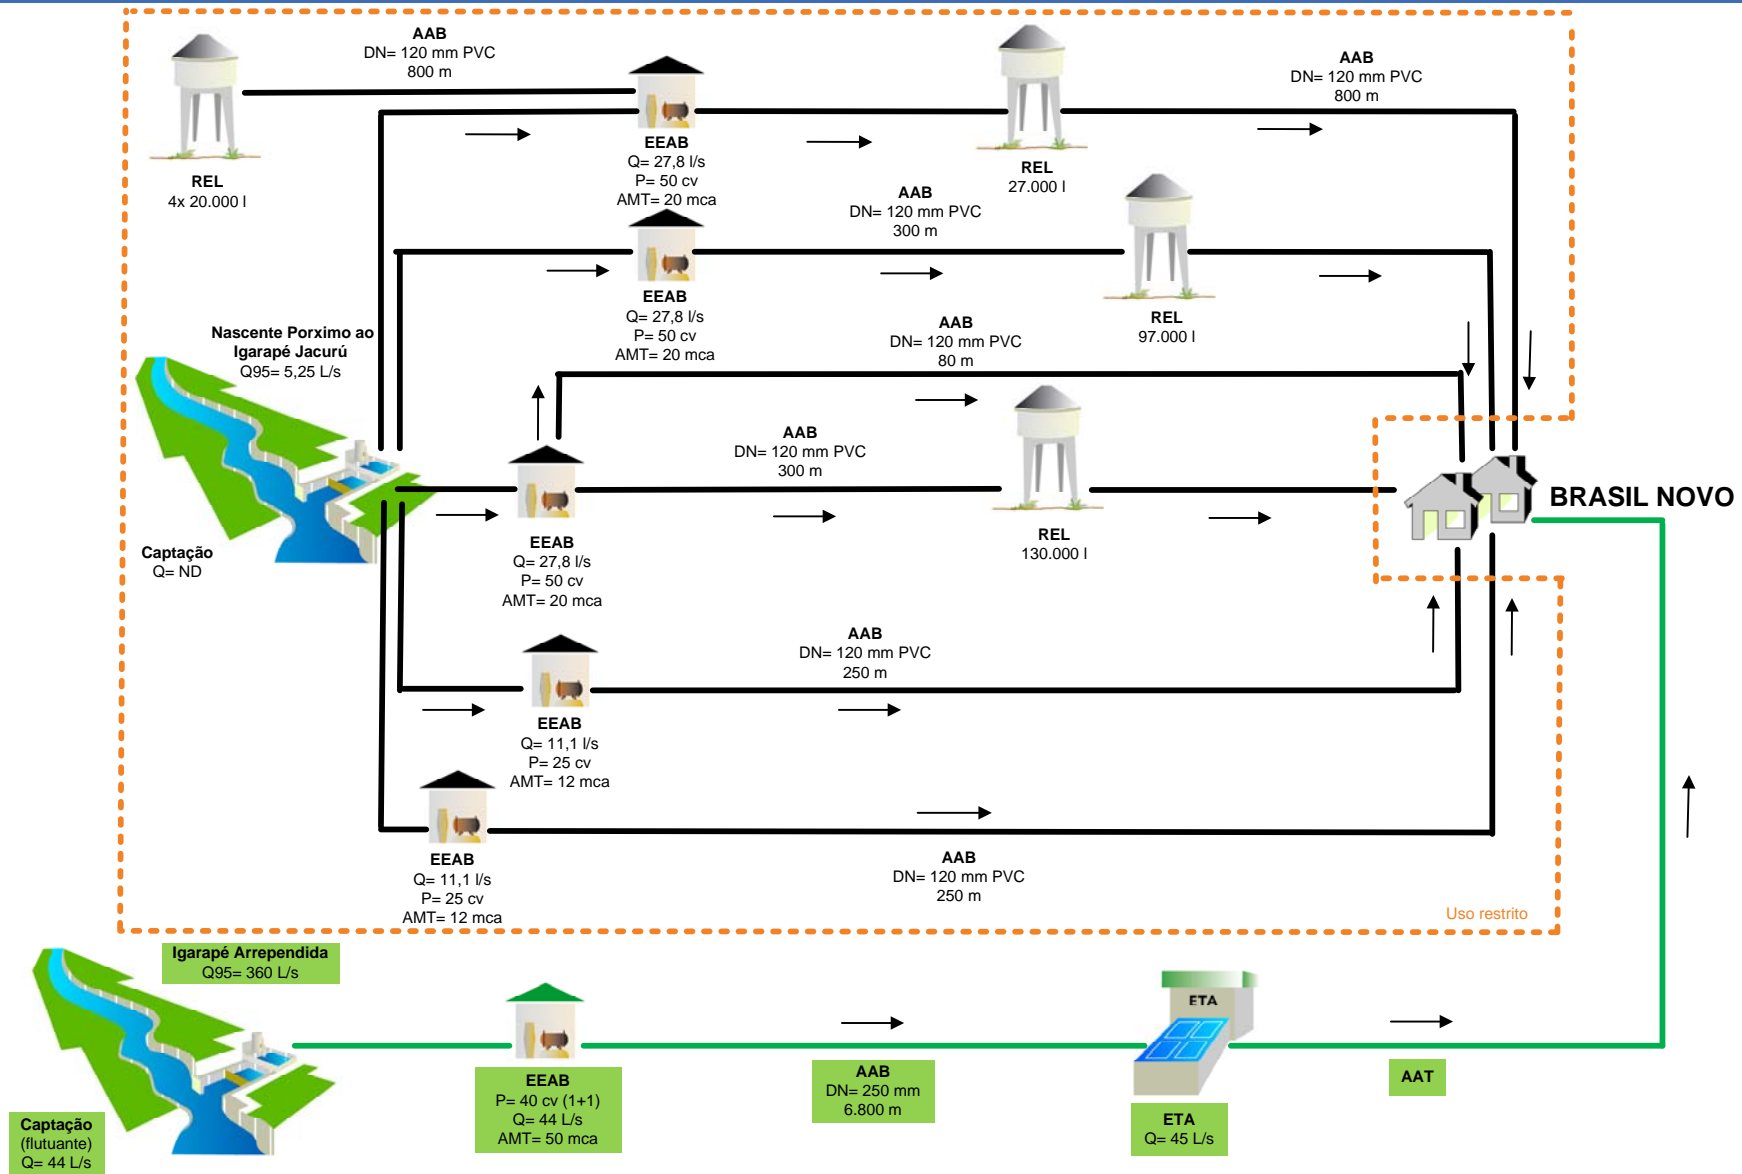 AAB
DN= 120 mm PVC
800 m
REL
4x 20.000 l
EEAB
Q= 27,8 l/s
P= 50 cv
AMT= 20 mca
REL
27.000 l
AAB
DN= 120 mm PVC
800 m
EEAB
Q= 27,8 l/s
P= 50 cv
AMT= 20 mca
AAB
DN= 120 mm PVC
300 m
REL
97.000 l
Nascente Porximo ao
Igarapé Jacurú
Q95= 5,25 L/s
Captação
Q= ND
AAB
DN= 120 mm PVC
80 m
EEAB
Q= 27,8 l/s
P= 50 cv
AMT= 20 mca
AAB
DN= 120 mm PVC
300 m
REL
130.000 l
BRASIL NOVO
EEAB
Q= 11,1 l/s
P= 25 cv
AMT= 12 mca
AAB
DN= 120 mm PVC
250 m
EEAB
Q= 11,1 l/s
P= 25 cv
AMT= 12 mca
AAB
DN= 120 mm PVC
250 m
Uso restrito
Igarapé Arrependida
Q95= 360 L/s
Captação
(flutuante)
Q= 44 L/s
EEAB
P= 40 cv (1+1)
Q= 44 L/s
AMT= 50 mca
AAB
DN= 250 mm
6.800 m
ETA
ETA
Q= 45 L/s
AAT